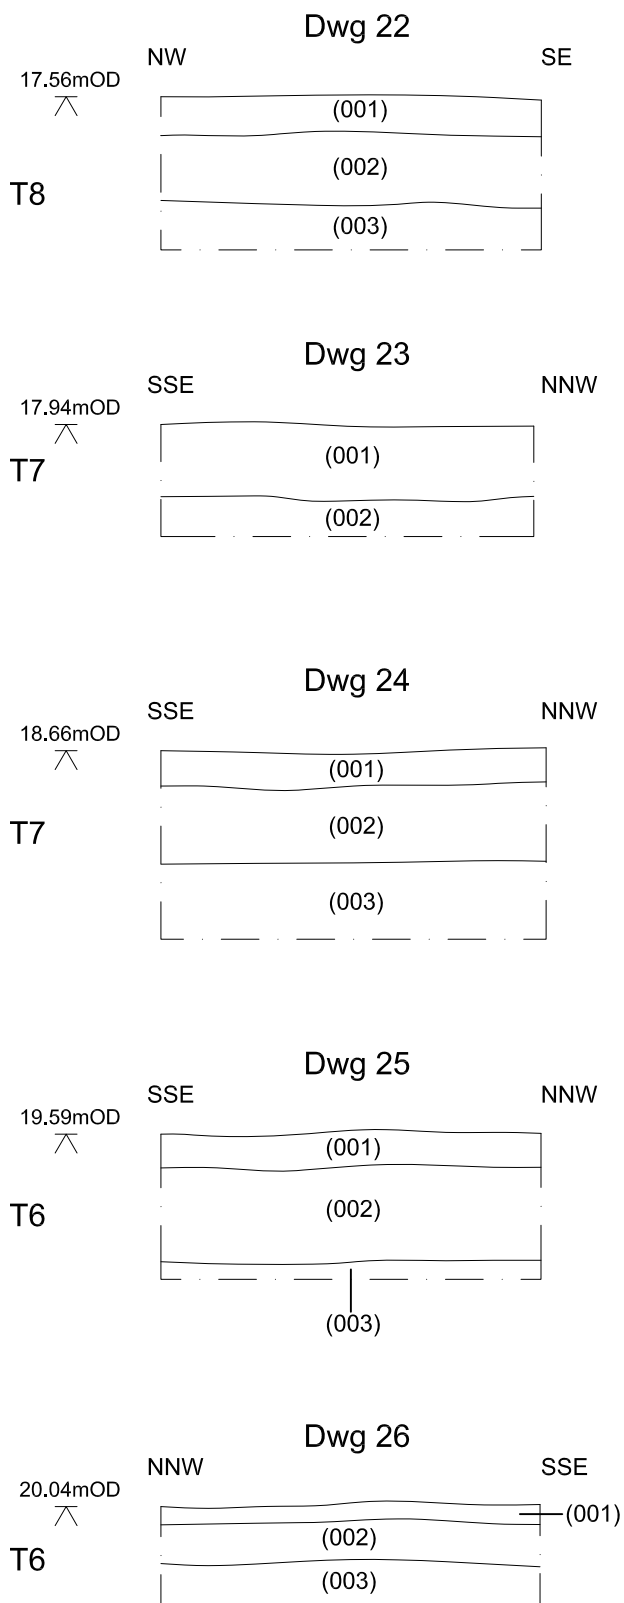 Dwg 22
NW SE
17.56mOD
(001)
(002)
T8
(003)
Dwg 23
SSE NNW
17.94mOD
(001)
T7
(002)
Dwg 24
SSE NNW
18.66mOD
(001)
(002)
T7
(003)
Dwg 25
SSE NNW
19.59mOD
(001)
(002)
T6
(003)
Dwg 26
NNW SSE
20.04mOD
(001)
(002)
T6
(003)